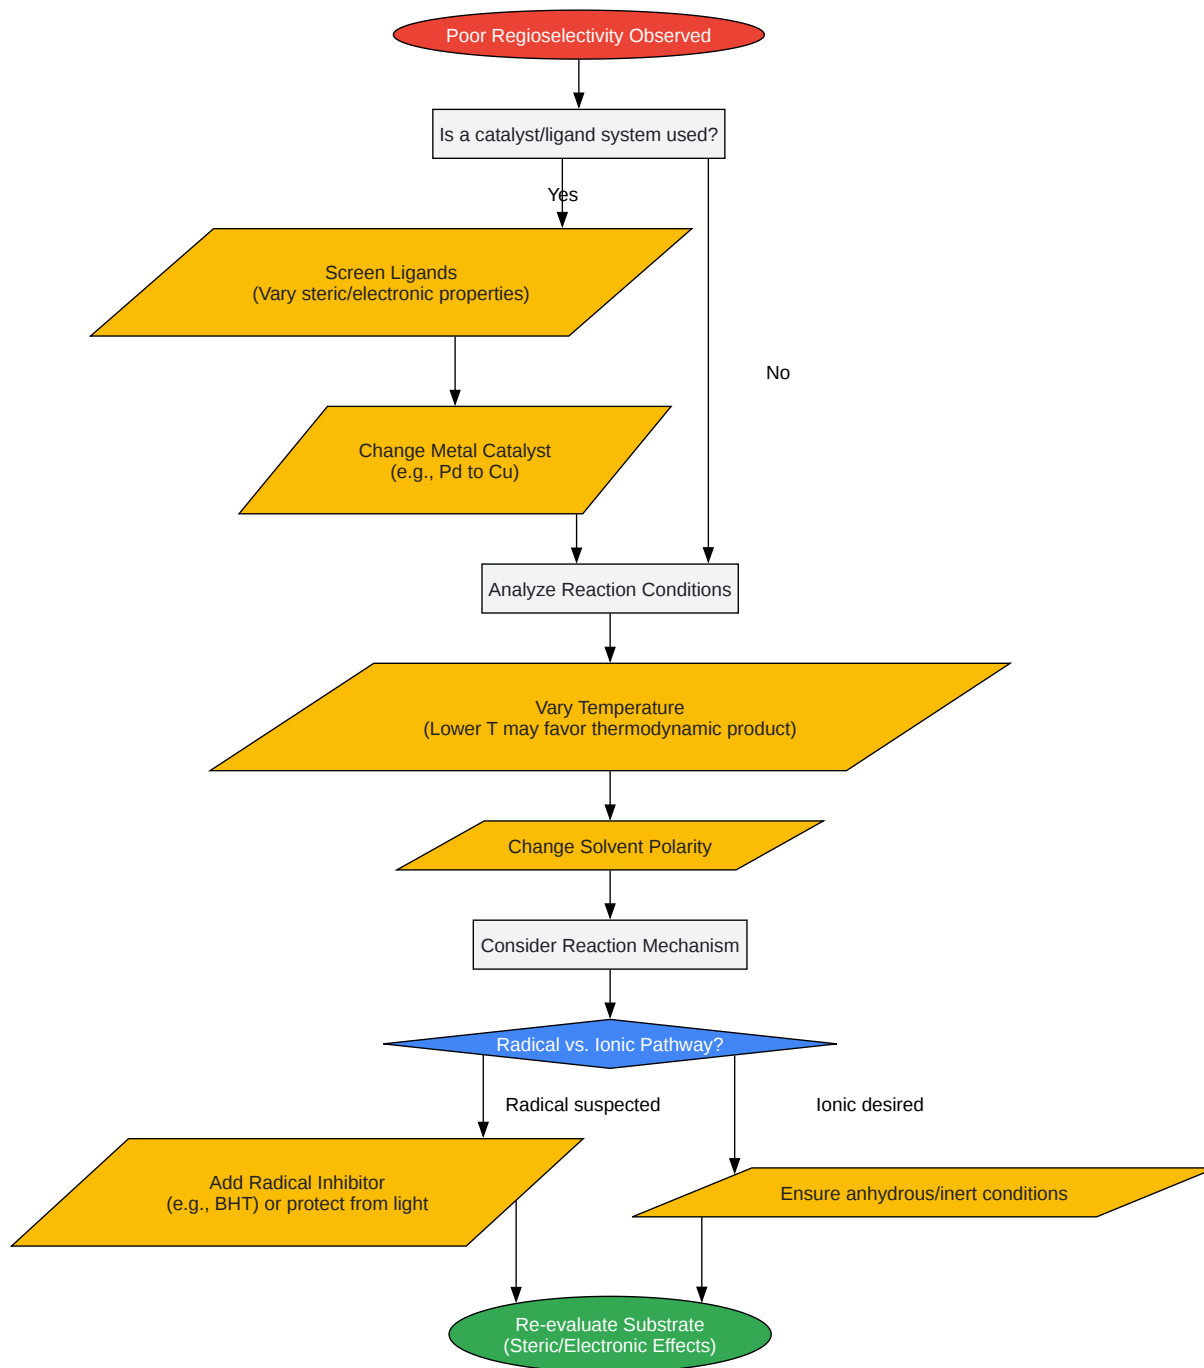 Poor Regioselectivity Observed
Is a catalyst/ligand system used?
Yes
Screen Ligands
(Vary steric/electronic properties)
No
Change Metal Catalyst
(e.g., Pd to Cu)
Analyze Reaction Conditions
Vary Temperature
(Lower T may favor thermodynamic product)
Change Solvent Polarity
Consider Reaction Mechanism
Radical vs. Ionic Pathway?
Radical suspected
Ionic desired
Add Radical Inhibitor
(e.g., BHT) or protect from light
Ensure anhydrous/inert conditions
Re-evaluate Substrate
(Steric/Electronic Effects)